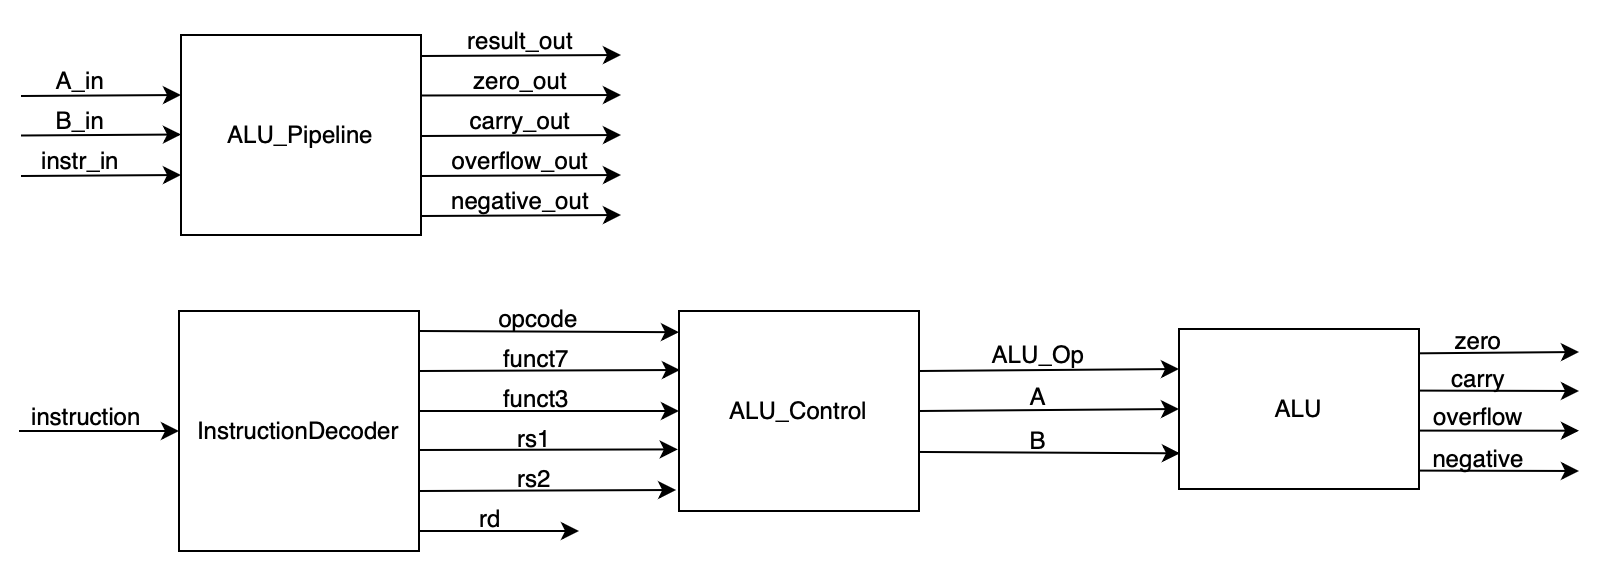 result_out
zero_out
A_in
carry_out
B_in
ALU_Pipeline
overflow_out
instr_in
negative_out
opcode
funct7
funct3
instruction
InstructionDecoder
rs1
rs2
rd
ALU_Control
ALU_Op
A
B
ALU
zero
carry
overflow
negative